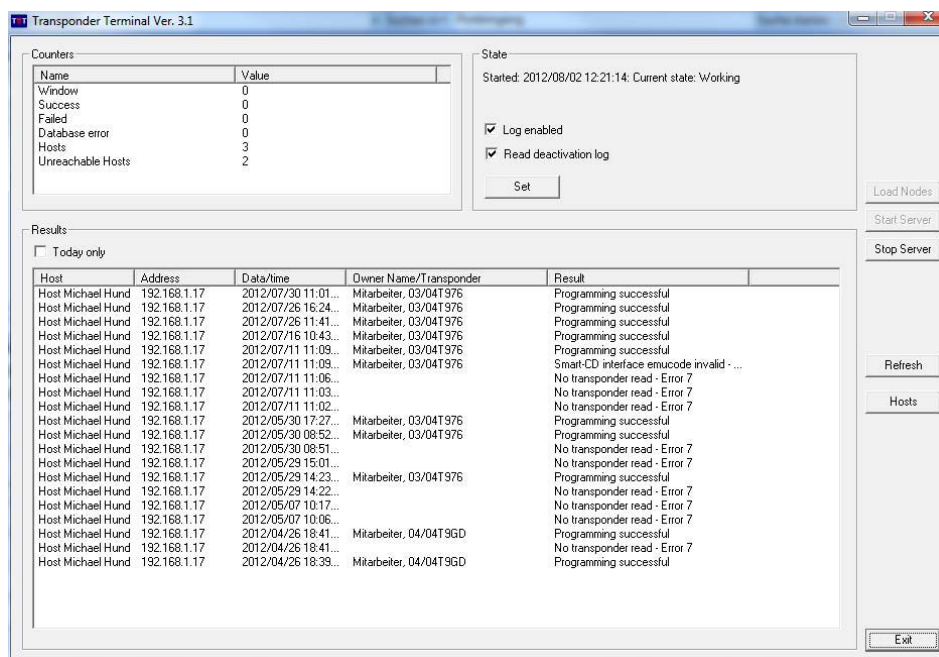 TST Transponder Terminal Ver. 3.1
Counters
Name Value
Window 0
Success 0
Failed 0
Database error 0
Hosts 3
Unreachable Hosts 2
State
Started: 2012/08/02 12:21:14: Current state: Working
Log enabled
Read deactivation log
Set
Load Nodes
Start Server
Stop Server
Refresh
Hosts
Exit
Results
Today only
Host Address Data/time Owner Name/Transponder Result
Host Michael Hund 192.168.1.17 2012/07/30 11:01... Mitarbeiter, 03/04T976 Programming successful
Host Michael Hund 192.168.1.17 2012/07/26 16:24... Mitarbeiter, 03/04T976 Programming successful
Host Michael Hund 192.168.1.17 2012/07/26 11:41... Mitarbeiter, 03/04T976 Programming successful
Host Michael Hund 192.168.1.17 2012/07/16 10:43... Mitarbeiter, 03/04T976 Programming successful
Host Michael Hund 192.168.1.17 2012/07/11 11:09... Mitarbeiter, 03/04T976 Programming successful
Host Michael Hund 192.168.1.17 2012/07/11 11:09... Mitarbeiter, 03/04T976 Smart-CD interface emucode invalid - ...
Host Michael Hund 192.168.1.17 2012/07/11 11:06... No transponder read - Error 7
Host Michael Hund 192.168.1.17 2012/07/11 11:03... No transponder read - Error 7
Host Michael Hund 192.168.1.17 2012/07/11 11:02... No transponder read - Error 7
Host Michael Hund 192.168.1.17 2012/05/30 17:27... Mitarbeiter, 03/04T976 Programming successful
Host Michael Hund 192.168.1.17 2012/05/30 08:52... Mitarbeiter, 03/04T976 Programming successful
Host Michael Hund 192.168.1.17 2012/05/30 08:51... No transponder read - Error 7
Host Michael Hund 192.168.1.17 2012/05/29 15:01... No transponder read - Error 7
Host Michael Hund 192.168.1.17 2012/05/29 14:23... Mitarbeiter, 03/04T976 Programming successful
Host Michael Hund 192.168.1.17 2012/05/29 14:22... No transponder read - Error 7
Host Michael Hund 192.168.1.17 2012/05/07 10:17... No transponder read - Error 7
Host Michael Hund 192.168.1.17 2012/05/07 10:06... No transponder read - Error 7
Host Michael Hund 192.168.1.17 2012/04/26 18:41... Mitarbeiter, 04/04T9GD Programming successful
Host Michael Hund 192.168.1.17 2012/04/26 18:41... No transponder read - Error 7
Host Michael Hund 192.168.1.17 2012/04/26 18:39... Mitarbeiter, 04/04T9GD Programming successful